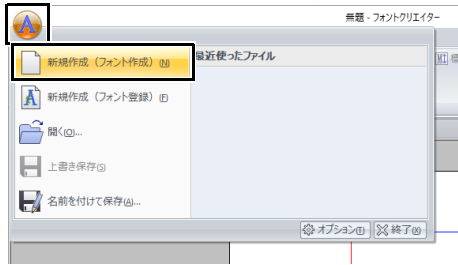 無題 - フォントクリエイター
新規作成（フォント作成）(N)
最近使ったファイル
新規作成（フォント登録）(F)
開く(O)...
上書き保存(S)
名前を付けて保存(A)...
オプション(I) 終了(X)